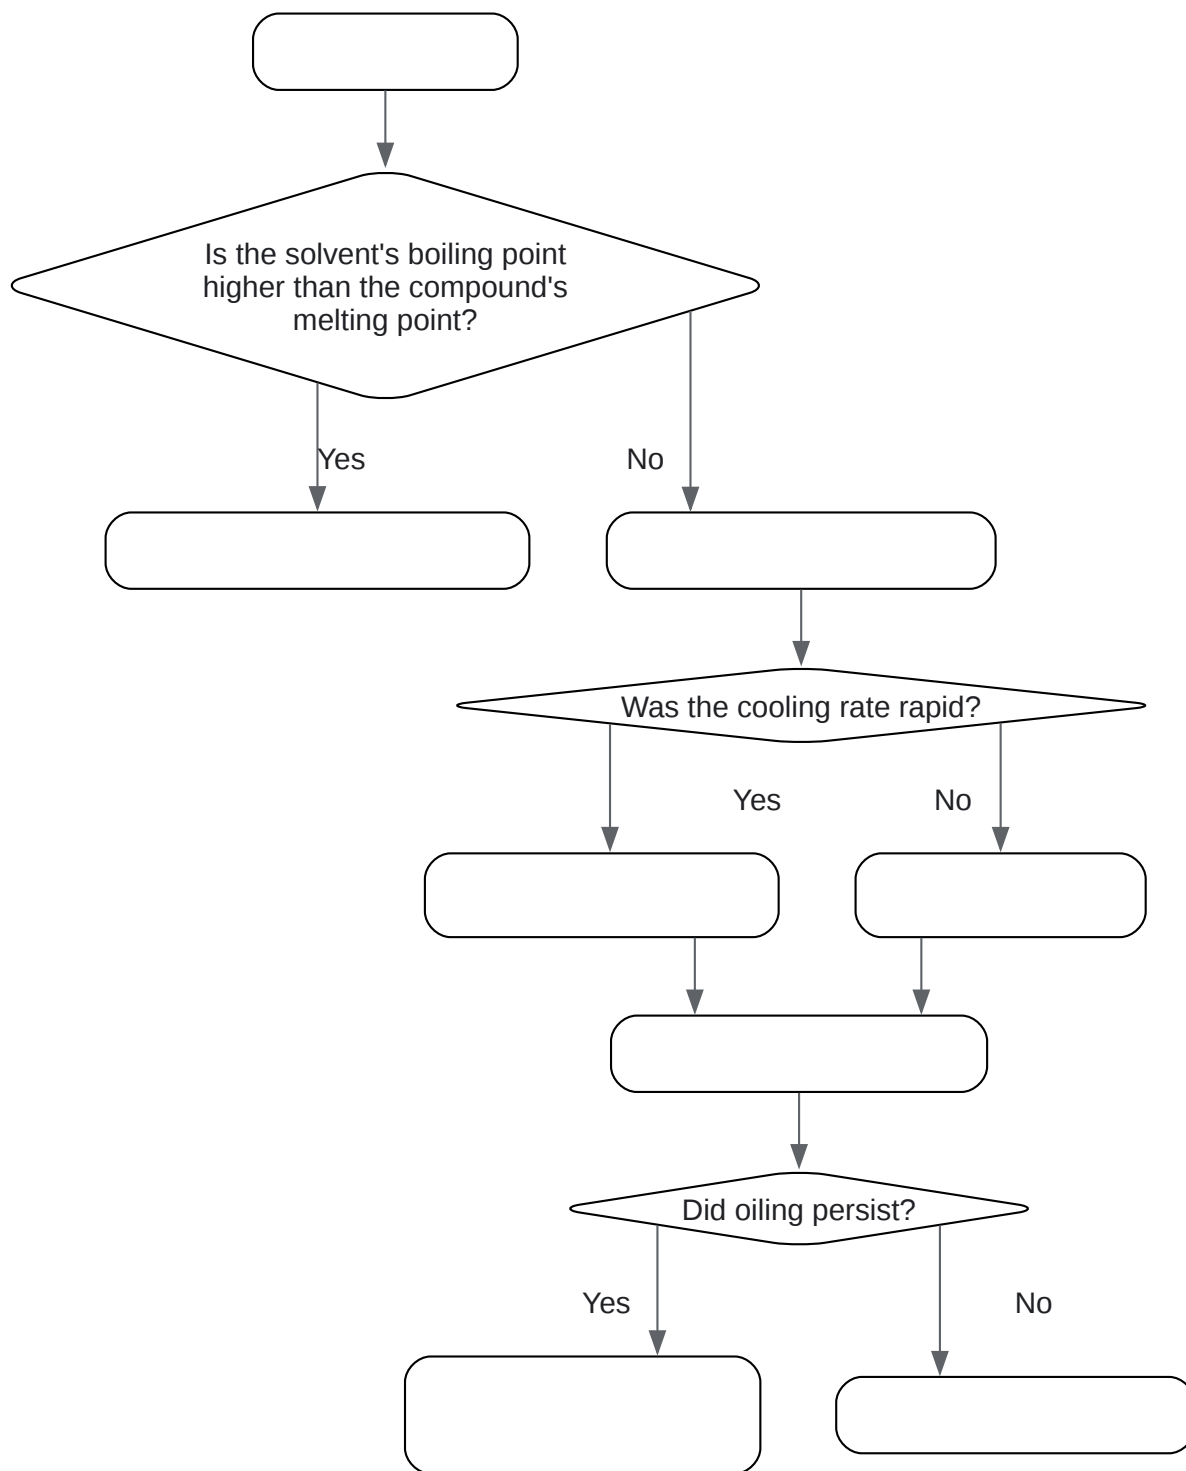 Is the solvent's boiling point
higher than the compound's
melting point?
Yes
No
Was the cooling rate rapid?
Yes
No
Did oiling persist?
Yes
No